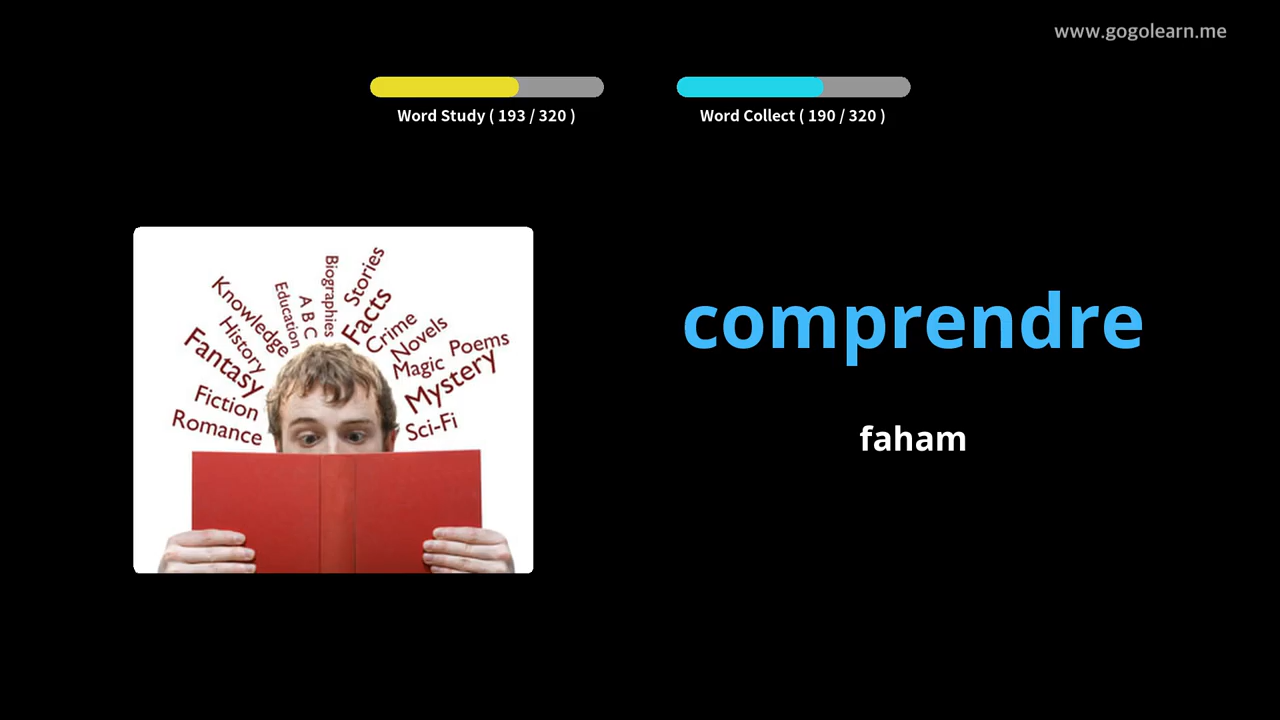 www.gogolearn.me
Word Study ( 193 / 320 )
Word Collect ( 190 / 320 )
Knowledge
History
Fantasy
Fiction
Romance
Education
A B C
Biographies
Stories
Facts
Crime
Novels
Magic
Poems
Mystery
Sci-Fi
comprendre
faham